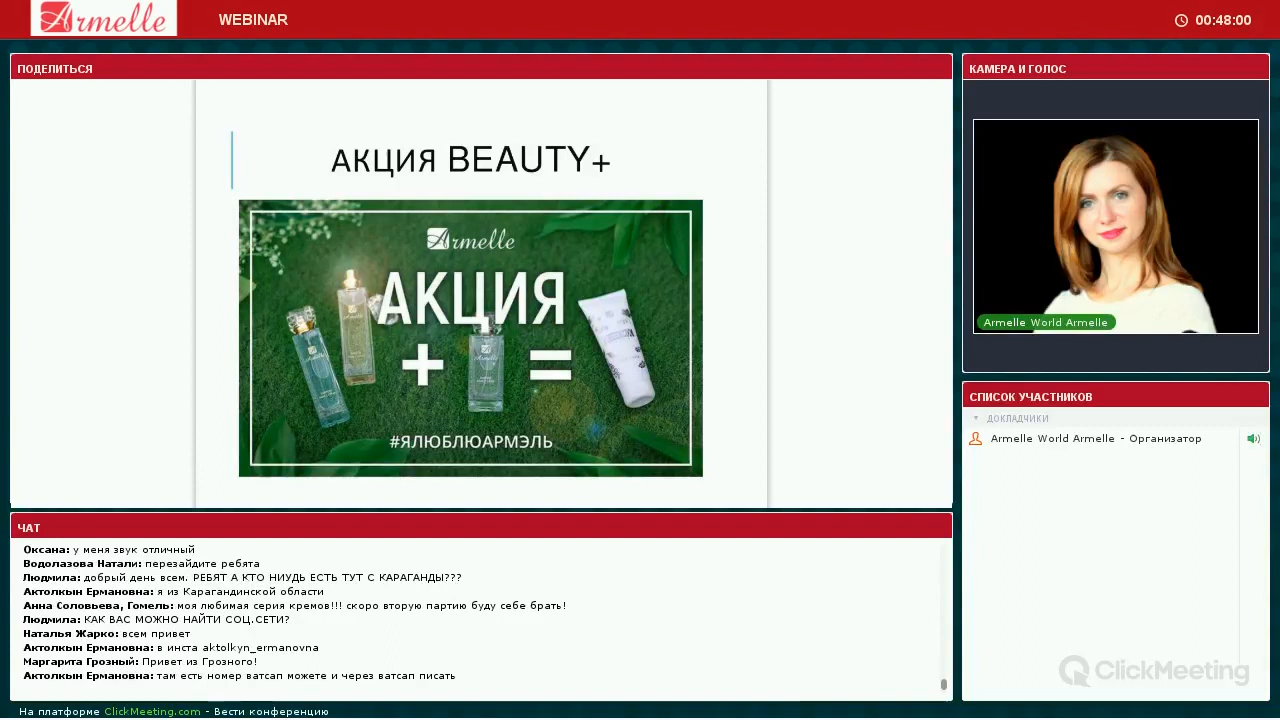 Armelle
WEBINAR
00:48:00
ПОДЕЛИТЬСЯ
АКЦИЯ BEAUTY+
Armelle
АКЦИЯ
+ =
Armelle
#ЯЛЮБЛЮАРМЭЛЬ
КАМЕРА И ГОЛОС
Armelle World Armelle
СПИСОК УЧАСТНИКОВ
ДОКЛАДЧИКИ
Armelle World Armelle - Организатор
ЧАТ
Оксана: у меня звук отличный
Водолазова Натали: перезайдите ребята
Людмила: добрый день всем. РЕБЯТ А КТО НИУДЬ ЕСТЬ ТУТ С КАРАГАНДЫ???
Актолкын Ермановна: я из Карагандинской области
Анна Соловьева, Гомель: моя любимая серия кремов!!! скоро вторую партию буду себе брать!
Людмила: КАК ВАС МОЖНО НАЙТИ СОЦ.СЕТИ?
Наталья Жарко: всем привет
Актолкын Ермановна: в инста aktolkyn_ermanovna
Маргарита Грозный: Привет из Грозного!
Актолкын Ермановна: там есть номер ватсап можете и через ватсап писать
ClickMeeting
На платформе ClickMeeting.com - Вести конференцию